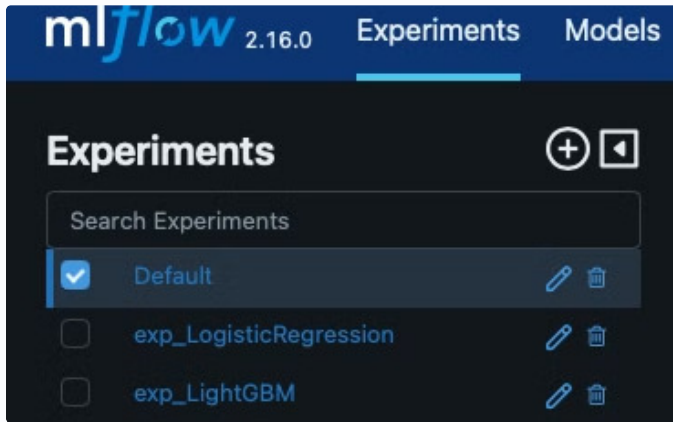 mlflow 2.16.0 Experiments Models
Experiments
Search Experiments
Default
exp_LogisticRegression
exp_LightGBM